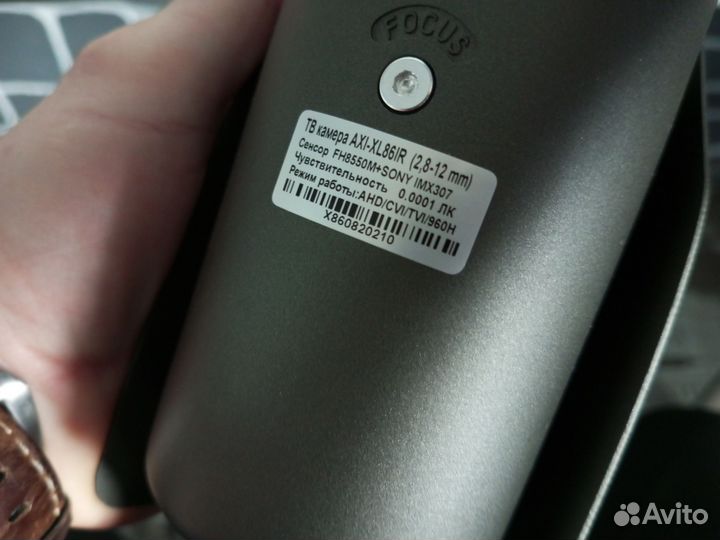 FOCUS
ТВ камера AXI-XL86IR (2,8-12 mm)
Сенсор FH8550M+SONY IMX307
Чувствительность 0.0001 ЛК
Режим работы:AHD/CVI/TVI/960H
X860820210
Avito